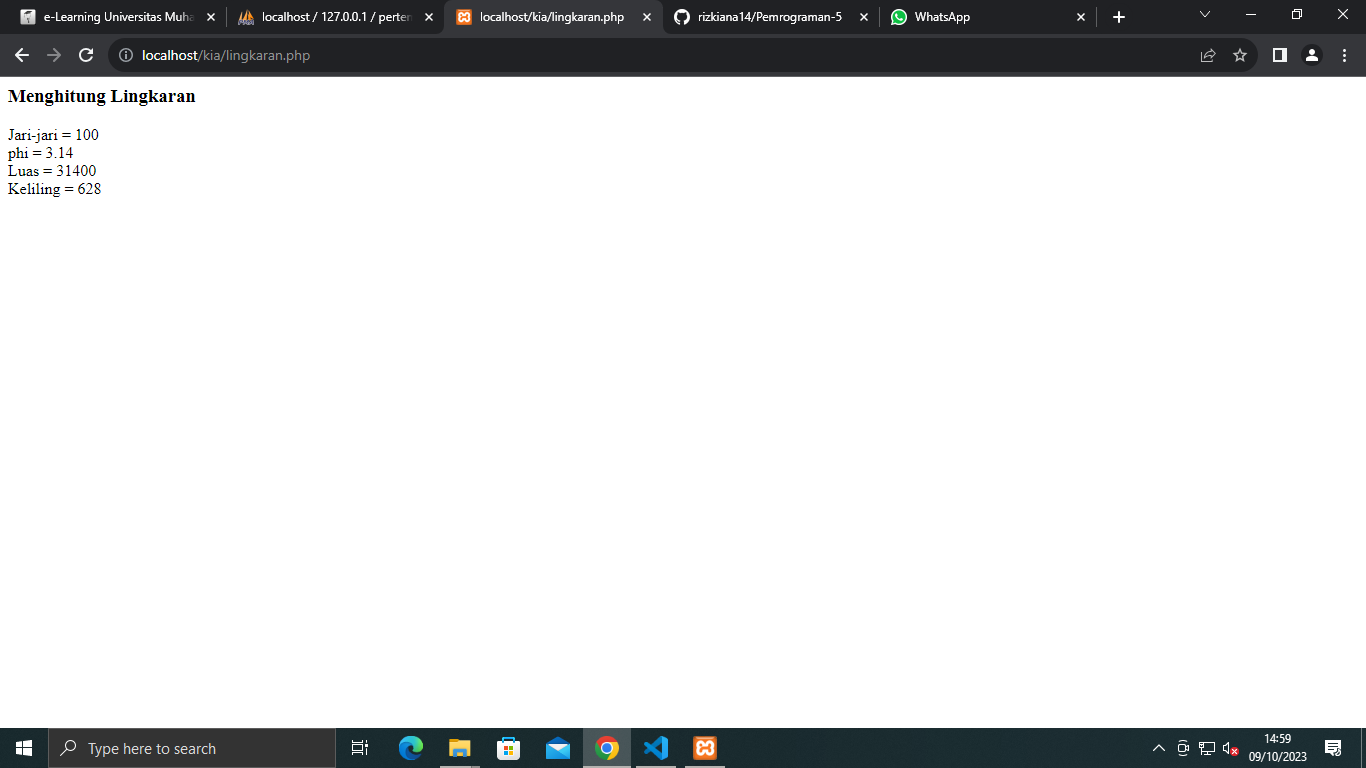 e-Learning Universitas Muha
localhost / 127.0.0.1 / perten
localhost/kia/lingkaran.php
rizkiana14/Pemrograman-5
WhatsApp
localhost/kia/lingkaran.php
Menghitung Lingkaran
Jari-jari = 100
phi = 3.14
Luas = 31400
Keliling = 628
Type here to search
14:59
09/10/2023